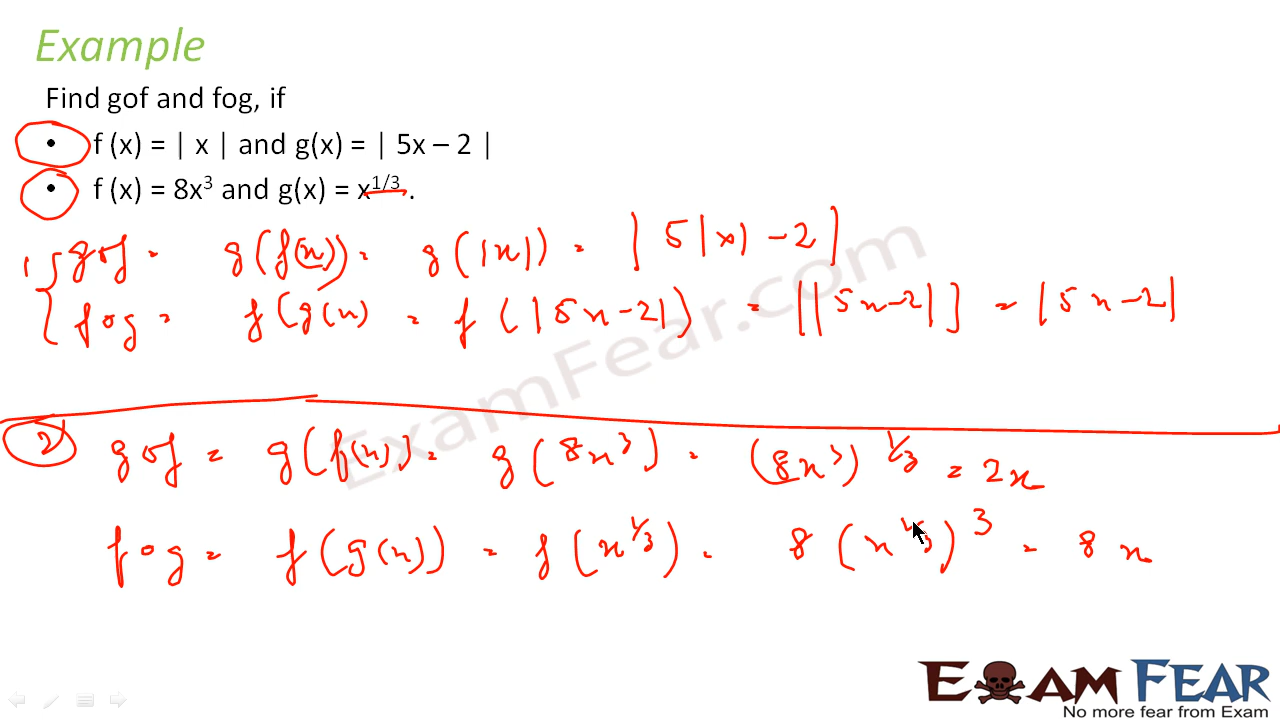 Example
Find gof and fog, if
• f (x) = | x | and g(x) = | 5x – 2 |
• f (x) = 8x³ and g(x) = x^1/3 .
1) gof = g(f(x)) = g(|x|) = = | 5|x| - 2 |
fog = f(g(x) = f(|5x-2|) = ||5x-2|| = |5x-2|
2) gof = g(f(x)) = g(8x³) = (8x³)^1/3 = 2x
fog = f(g(x)) = f(x^1/3) = 8(x^1/3)³ = 8x
ExamFear.com
EXAM FEAR
No more fear from Exam